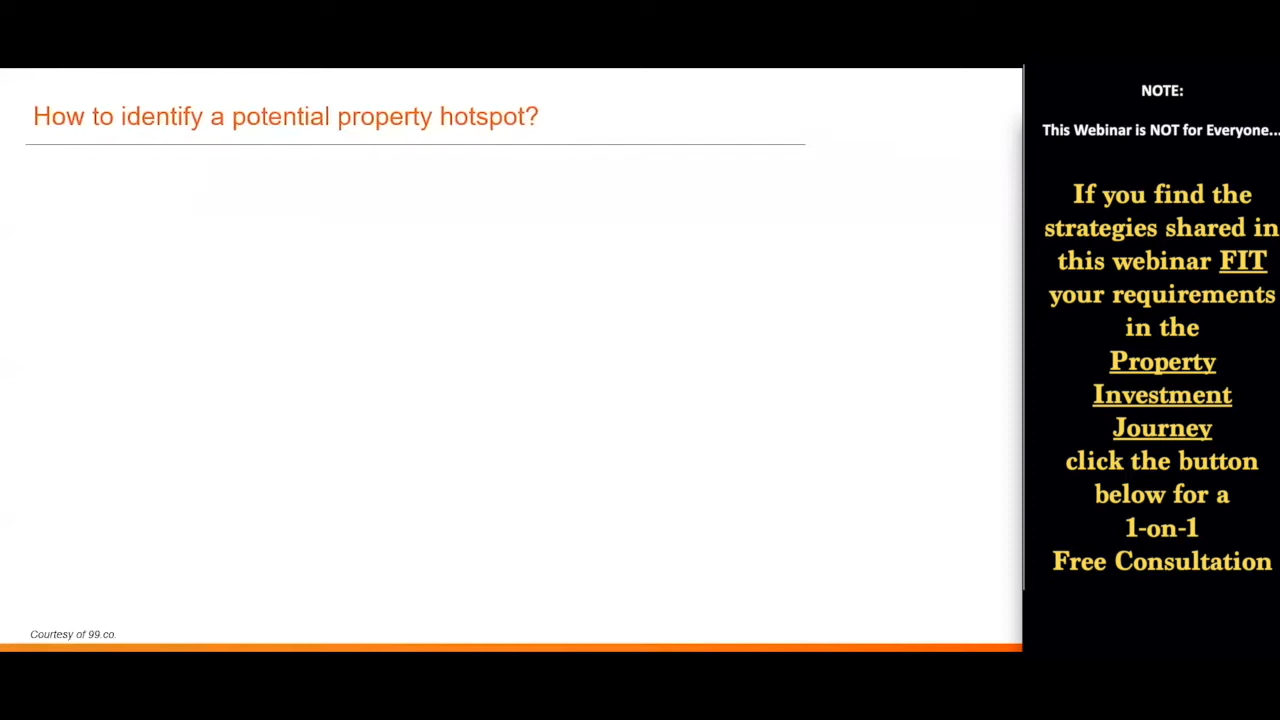 How to identify a potential property hotspot?
Courtesy of 99.co.
NOTE:
This Webinar is NOT for Everyone...
If you find the
strategies shared in
this webinar FIT
your requirements
in the
Property
Investment
Journey
click the button
below for a
1-on-1
Free Consultation